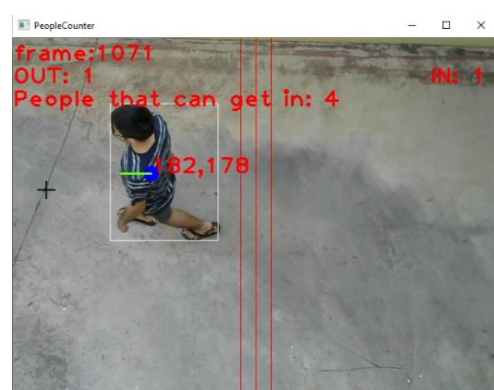 PeopleCounter
frame:1071
OUT: 1
IN: 1
People that can get in: 4
182,178